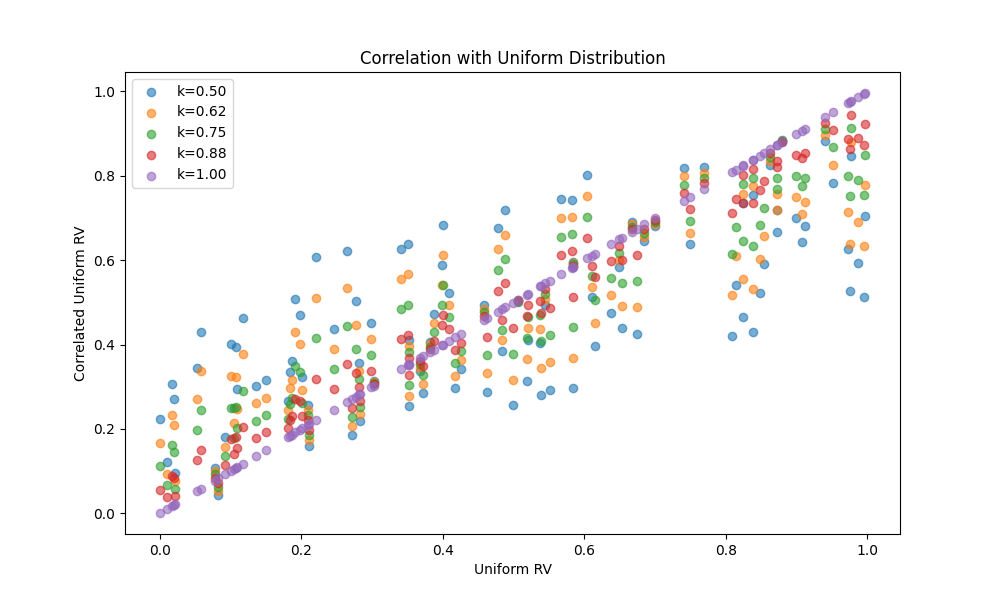 Correlation with Uniform Distribution
k=0.50
k=0.62
k=0.75
k=0.88
k=1.00
Correlated Uniform RV
1.0
0.8
0.6
0.4
0.2
0.0
0.0 0.2 0.4 0.6 0.8 1.0
Uniform RV